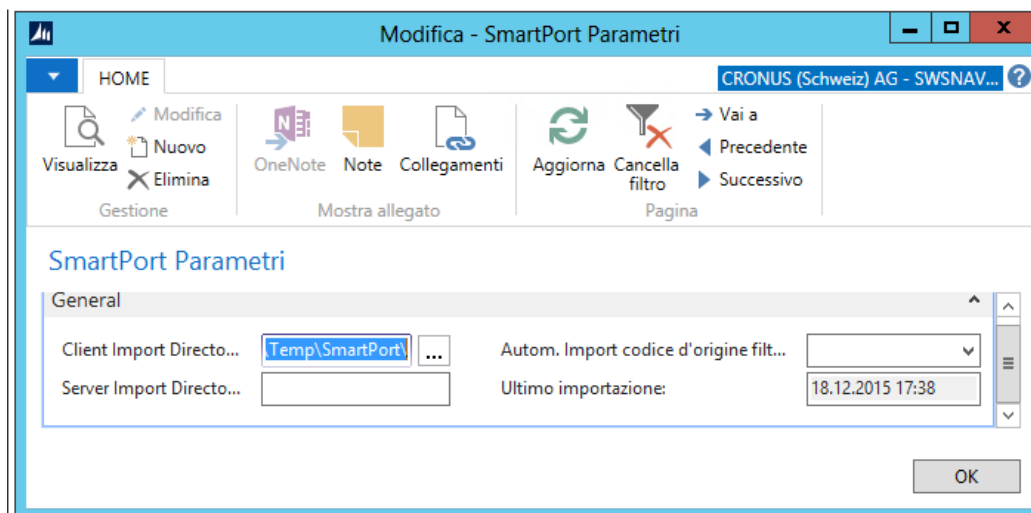 Modifica - SmartPort Parametri
HOME
CRONUS (Schweiz) AG - SWSNAV...
Visualizza
Modifica
Nuovo
Elimina
Gestione
OneNote
Note
Collegamenti
Mostra allegato
Aggiorna
Cancella
filtro
Vai a
Precedente
Successivo
Pagina
SmartPort Parametri
General
Client Import Directo... \Temp\SmartPort\ ... Autom. Import codice d'origine filt...
Server Import Directo... Ultimo importazione: 18.12.2015 17:38
OK